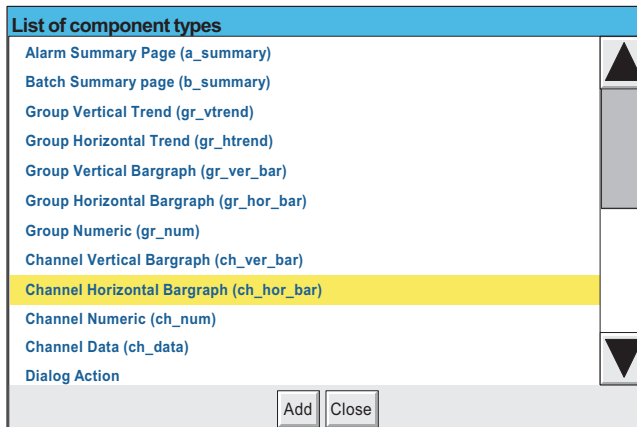 List of component types
Alarm Summary Page (a_summary)
Batch Summary page (b_summary)
Group Vertical Trend (gr_vtrend)
Group Horizontal Trend (gr_htrend)
Group Vertical Bargraph (gr_ver_bar)
Group Horizontal Bargraph (gr_hor_bar)
Group Numeric (gr_num)
Channel Vertical Bargraph (ch_ver_bar)
Channel Horizontal Bargraph (ch_hor_bar)
Channel Numeric (ch_num)
Channel Data (ch_data)
Dialog Action
Add Close